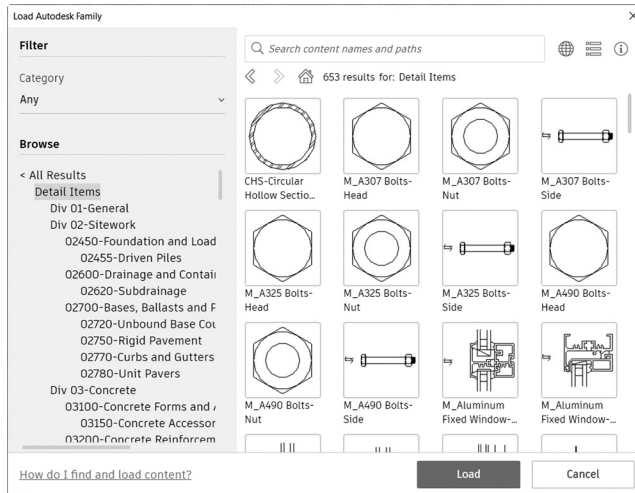 Load Autodesk Family
Filter
Category
Any
Browse
< All Results
Detail Items
Div 01-General
Div 02-Sitework
02450-Foundation and Load
02455-Driven Piles
02600-Drainage and Contai
02620-Subdrainage
02700-Bases, Ballasts and P
02720-Unbound Base Cou
02750-Rigid Pavement
02770-Curbs and Gutters
02780-Unit Pavers
Div 03-Concrete
03100-Concrete Forms and A
03150-Concrete Accessor
03200-Concrete Reinforcem
Search content names and paths
653 results for: Detail Items
CHS-Circular
Hollow Sectio...
M_A307 Bolts-
Head
M_A307 Bolts-
Nut
M_A307 Bolts-
Side
M_A325 Bolts-
Head
M_A325 Bolts-
Nut
M_A325 Bolts-
Side
M_A490 Bolts-
Head
M_A490 Bolts-
Nut
M_A490 Bolts-
Side
M_Aluminum
Fixed Window-...
M_Aluminum
Fixed Window-...
How do I find and load content?
Load
Cancel